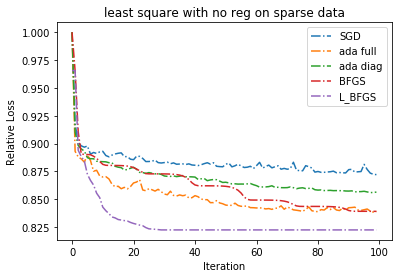 least square with no reg on sparse data
1.000
0.975
0.950
0.925
0.900
0.875
0.850
0.825
Relative Loss
SGD
ada full
ada diag
BFGS
L_BFGS
0
20
40
60
80
100
Iteration